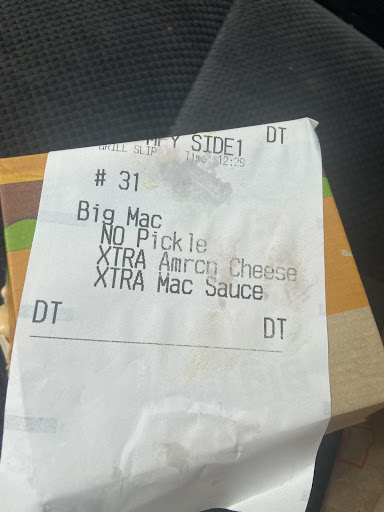 MFY SIDE1 DT
GRILL SLIP Time 12:29
# 31
Big Mac
NO Pickle
XTRA Amrcn Cheese
XTRA Mac Sauce
DT DT